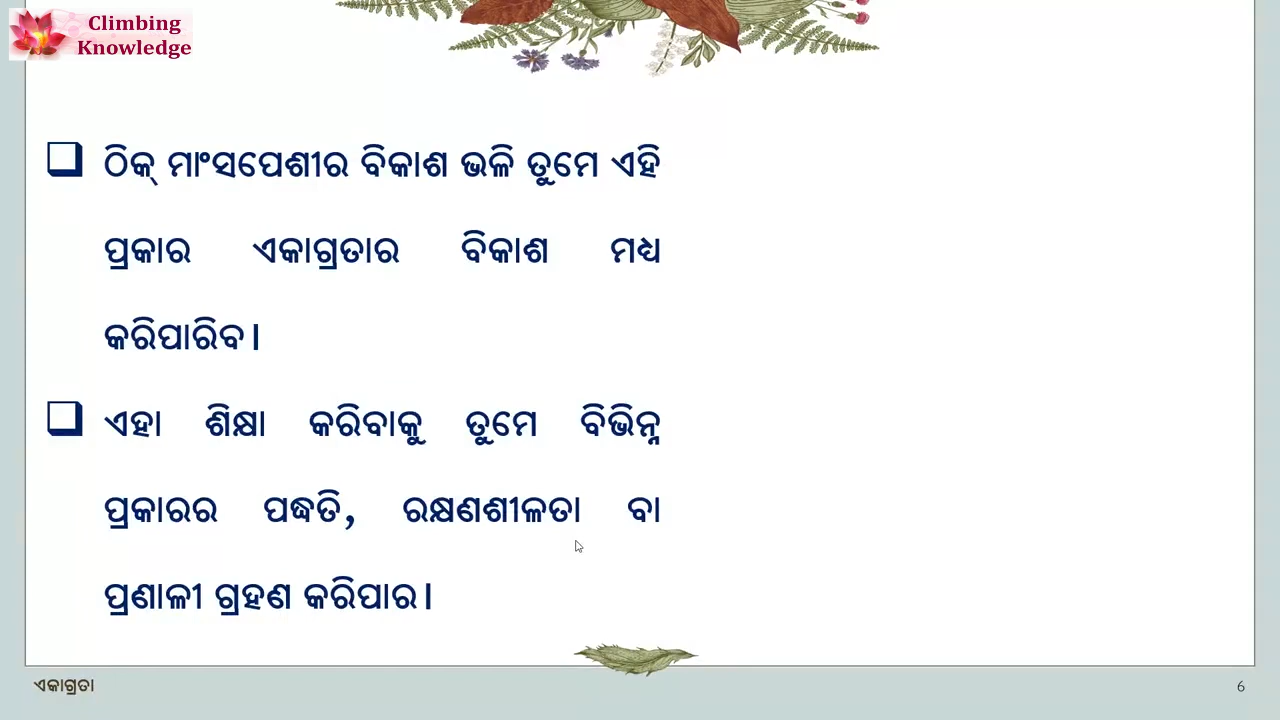 Climbing
Knowledge
ଠିକ୍ ମାଂସପେଶୀର ବିକାଶ ଭଳି ତୁମେ ଏହି
ପ୍ରକାର ଏକାଗ୍ରତାର ବିକାଶ ମଧ୍ୟ
କରିପାରିବ।
ଏହା ଶିକ୍ଷା କରିବାକୁ ତୁମେ ବିଭିନ୍ନ
ପ୍ରକାରର ପଦ୍ଧତି, ରକ୍ଷଣଶୀଳତା ବା
ପ୍ରଣାଳୀ ଗ୍ରହଣ କରିପାର।
ଏକାଗ୍ରତା
6